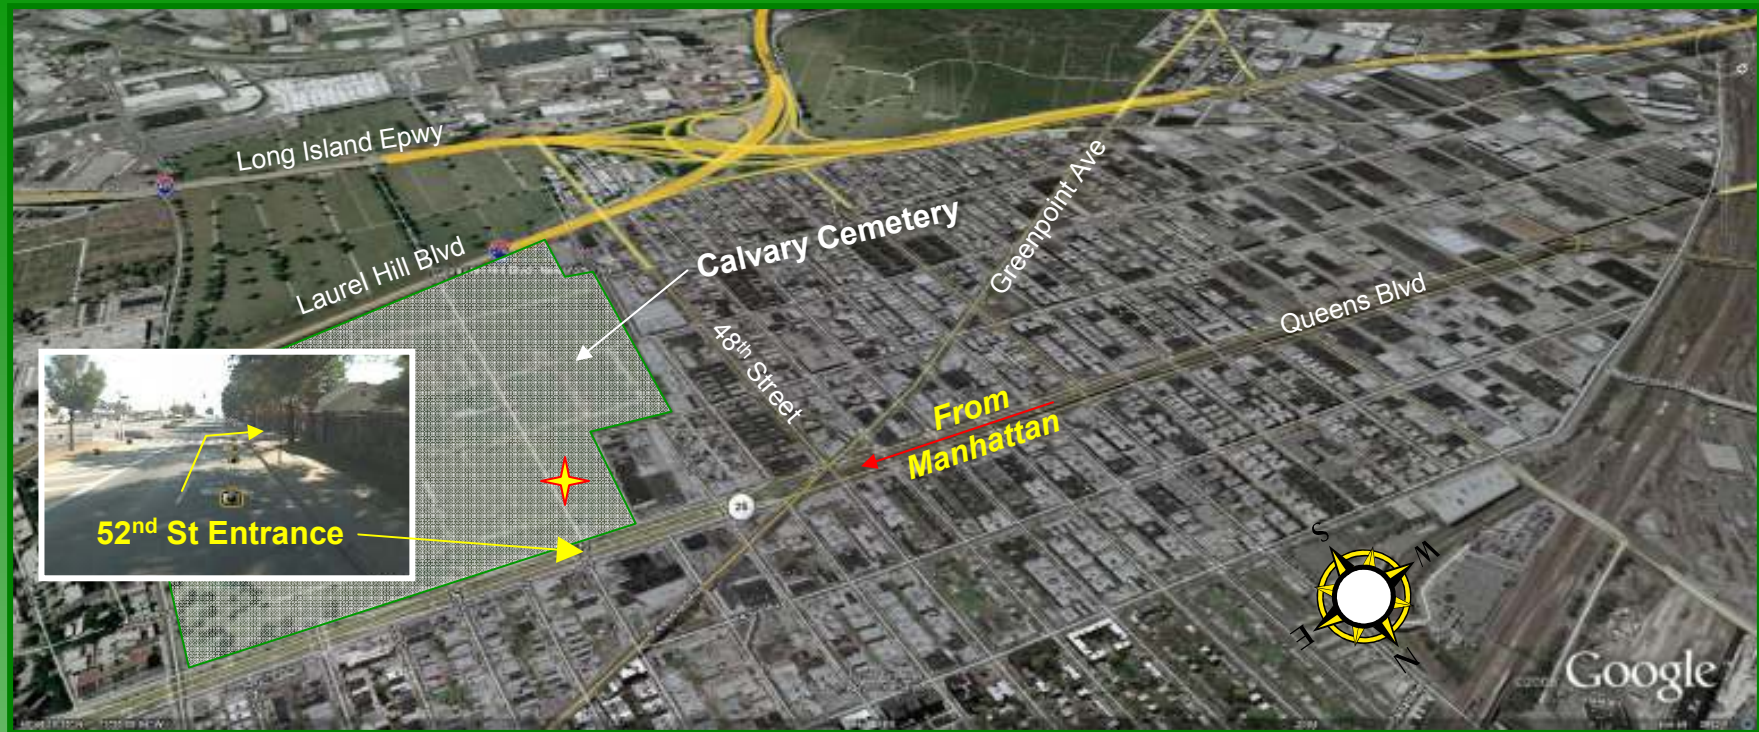 Long Island Epwy
Laurel Hill Blvd
Calvary Cemetery
Greenpoint Ave
Queens Blvd
48th Street
From
Manhattan
25
52nd St Entrance
S
W
E
N
Google